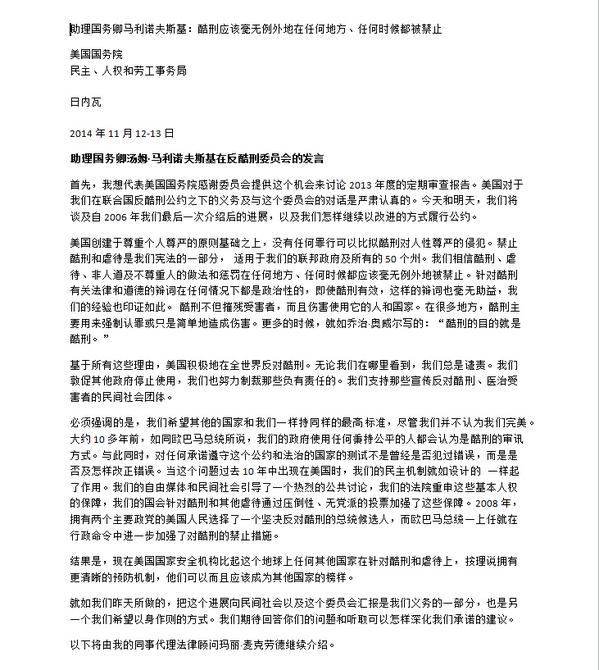 助理国务卿马利诺夫斯基：酷刑应该毫无例外地在任何地方、任何时候都被禁止
美国国务院
民主、人权和劳工事务局
日内瓦
2014 年 11 月 12-13 日
助理国务卿汤姆·马利诺夫斯基在反酷刑委员会的发言
首先，我想代表美国国务院感谢委员会提供这个机会来讨论 2013 年度的定期审查报告。美国对于
我们在联合国反酷刑公约之下的义务及与这个委员会的对话是严肃认真的。今天和明天，我们将
谈及自 2006 年我们最后一次介绍后的进展，以及我们怎样继续以改进的方式履行公约。
美国创建于尊重个人尊严的原则基础之上，没有任何罪行可以比拟酷刑对人性尊严的侵犯。禁止
酷刑和虐待是我们宪法的一部分， 适用于我们的联邦政府及所有的 50 个州。我们相信酷刑、虐
待、非人道及不尊重人的做法和惩罚在任何地方、任何时候都应该毫无例外地被禁止。针对酷刑
有关法律和道德的辩词在任何情况下都是政治性的，即使酷刑有效，这样的辩词也毫无助益，我
们的经验也印证如此。 酷刑不但摧残受害者，而且伤害使用它的人和国家。在很多地方，酷刑主
要用来强制认罪或只是简单地造成伤害。更多的时候，就如乔治·奥威尔写的：“酷刑的目的就是
酷刑。”
基于所有这些理由，美国积极地在全世界反对酷刑。无论我们在哪里看到，我们总是谴责。我们
敦促其他政府停止使用，我们也努力制裁那些负有责任的。我们支持那些宣传反对酷刑、医治受
害者的民间社会团体。
必须强调的是，我们希望其他的国家和我们一样持同样的最高标准，尽管我们并不认为我们完美。
大约 10 多年前，如同欧巴马总统所说，我们的政府使用任何秉持公平的人都会认为是酷刑的审讯
方式。与此同时，对任何承诺遵守这个公约和法治的国家的测试不是曾经是否犯过错误，而是是
否及怎样改正错误。当这个问题过去 10 年中出现在美国时，我们的民主机制就如设计的 一样起
了作用。我们的自由媒体和民间社会引导了一个热烈的公共讨论，我们的法院重申这些基本人权
的保障，我们的国会针对酷刑和其他虐待通过压倒性、无党派的投票加强了这些保障。2008 年，
拥有两个主要政党的美国人民选择了一个坚决反对酷刑的总统候选人，而欧巴马总统一上任就在
行政命令中进一步加强了对酷刑的禁止措施。
结果是，现在美国国家安全机构比起这个地球上任何其他国家在针对酷刑和虐待上，按理说拥有
更清晰的预防机制，他们可以而且应该成为其他国家的榜样。
就如我们昨天所做的，把这个进展向民间社会以及这个委员会汇报是我们义务的一部分，也是另
一个我们希望以身作则的方式。我们期待回答你们的问题和听取可以怎样深化我们承诺的建议。
以下将由我的同事代理法律顾问玛丽·麦克劳德继续介绍。